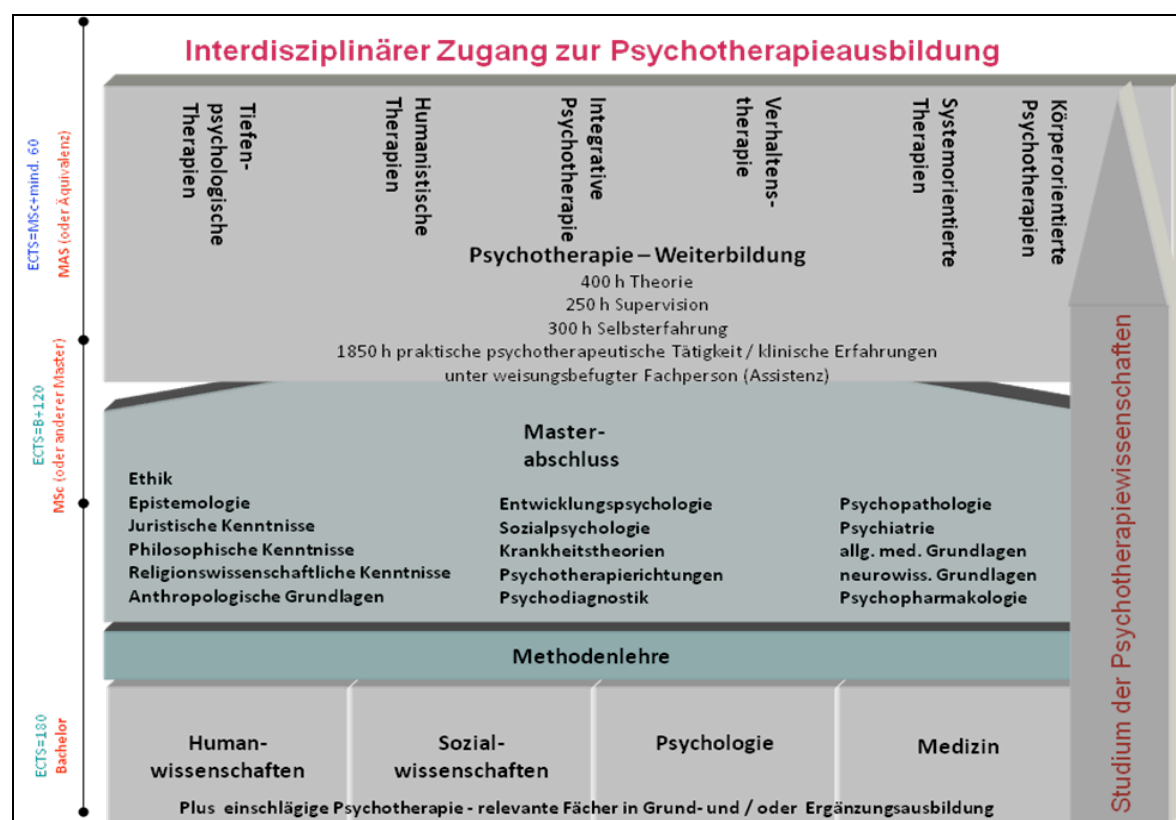 Interdisziplinärer Zugang zur Psychotherapieausbildung
Tiefen-
psychologische
Therapien
Humanistische
Therapien
Integrative
Psychotherapie
Verhaltens-
therapie
Systemorientierte
Therapien
Körperorientierte
Psychotherapien
ECTS=MSc+mind. 60
MAS (oder Äquivalenz)
Psychotherapie – Weiterbildung
400 h Theorie
250 h Supervision
300 h Selbsterfahrung
1850 h praktische psychotherapeutische Tätigkeit / klinische Erfahrungen
unter weisungsbefugter Fachperson (Assistenz)
ECTS=B+120
MSc (oder anderer Master)
Master-
abschluss
Ethik
Epistemologie
Juristische Kenntnisse
Philosophische Kenntnisse
Religionswissenschaftliche Kenntnisse
Anthropologische Grundlagen
Entwicklungspsychologie
Sozialpsychologie
Krankheitstheorien
Psychotherapierichtungen
Psychodiagnostik
Psychopathologie
Psychiatrie
allg. med. Grundlagen
neurowiss. Grundlagen
Psychopharmakologie
Methodenlehre
ECTS=180
Bachelor
Human-
wissenschaften
Sozial-
wissenschaften
Psychologie
Medizin
Plus einschlägige Psychotherapie - relevante Fächer in Grund- und / oder Ergänzungsausbildung
Studium der Psychotherapiewissenschaften